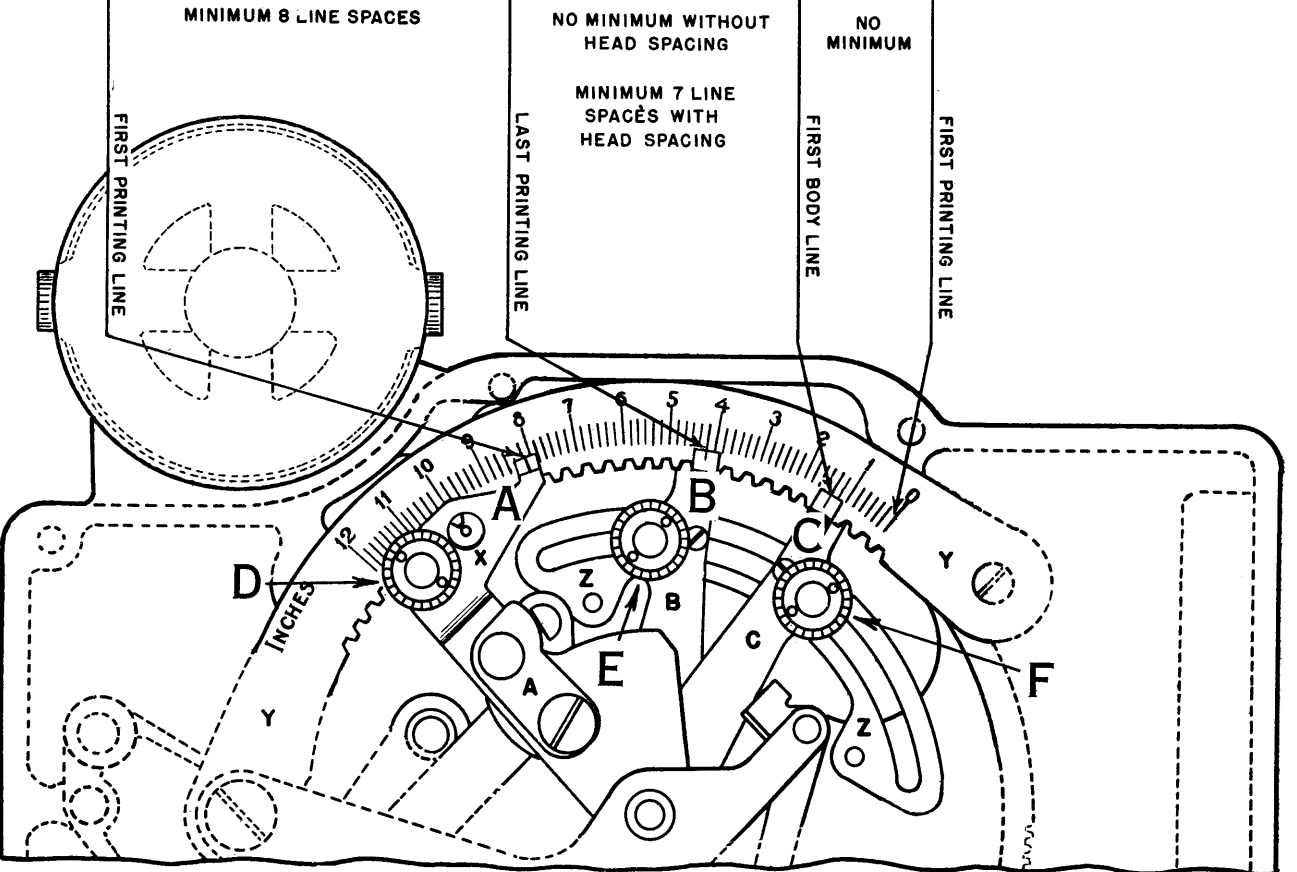 MINIMUM 8 LINE SPACES
NO MINIMUM WITHOUT
HEAD SPACING
MINIMUM 7 LINE
SPACES WITH
HEAD SPACING
NO
MINIMUM
FIRST PRINTING LINE
LAST PRINTING LINE
FIRST BODY LINE
FIRST PRINTING LINE
12
11
10
9
8
7
6
5
4
3
2
1
0
INCHES
A
B
C
D
E
F
X
Y
Z
B
C
A
Y
Z
Y